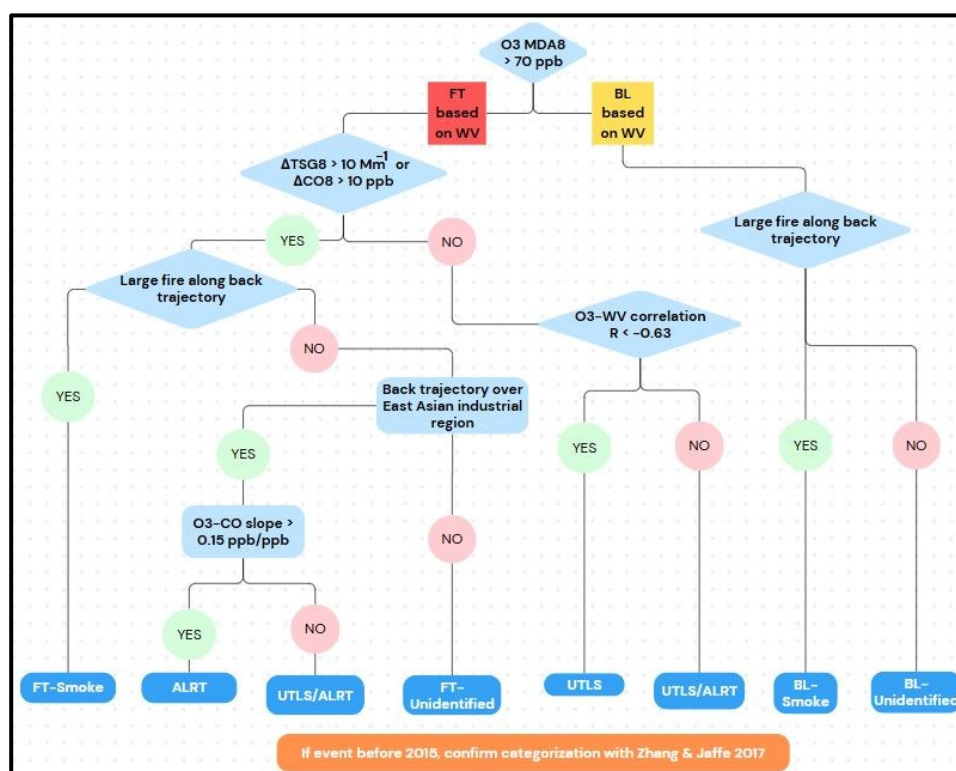 O3 MDA8
> 70 ppb
FT
based
on WV
BL
based
on WV
ΔTSG8 > 10 Mm⁻¹ or
ΔCO8 > 10 ppb
Large fire along back
trajectory
YES
NO
Large fire along back
trajectory
O3-WV correlation
R < -0.63
NO
YES
Back trajectory over
East Asian industrial
region
YES
YES
NO
YES
NO
O3-CO slope >
0.15 ppb/ppb
NO
YES
NO
FT-Smoke
ALRT
UTLS/ALRT
FT-
Unidentified
UTLS
UTLS/ALRT
BL-
Smoke
BL-
Unidentified
If event before 2015, confirm categorization with Zhang & Jaffe 2017